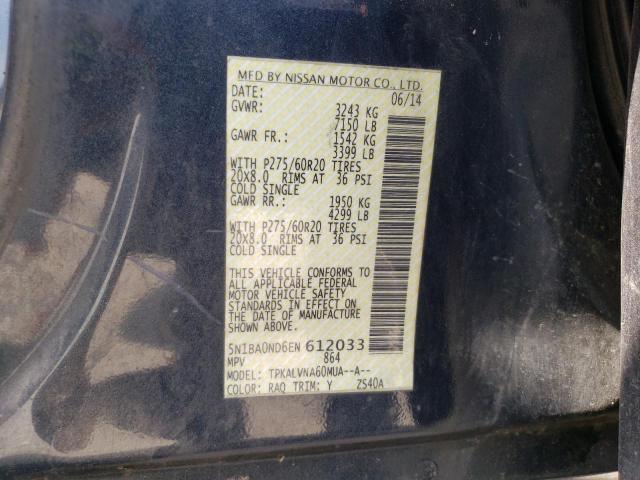 MFD BY NISSAN MOTOR CO., LTD.
DATE: 06/14
GVWR: 3243 KG
7150 LB
GAWR FR.: 1542 KG
3399 LB
WITH P275/60R20 TIRES
20X8.0 RIMS AT 36 PSI
COLD SINGLE
GAWR RR.: 1950 KG
4299 LB
WITH P275/60R20 TIRES
20X8.0 RIMS AT 36 PSI
COLD SINGLE
THIS VEHICLE CONFORMS TO
ALL APPLICABLE FEDERAL
MOTOR VEHICLE SAFETY
STANDARDS IN EFFECT ON
THE DATE OF MANUFACTURE
SHOWN ABOVE.
5N1BA0ND6EN 612033
MPV 864
MODEL: TPKALVNA60MUA--A--
COLOR: RAQ TRIM: Y ZS40A